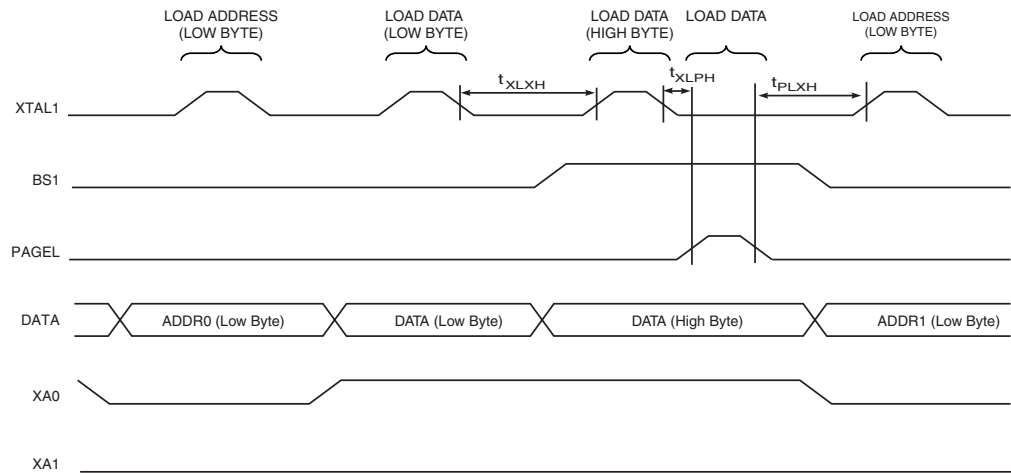 LOAD ADDRESS
(LOW BYTE)
LOAD DATA
(LOW BYTE)
LOAD DATA
(HIGH BYTE)
LOAD DATA
LOAD ADDRESS
(LOW BYTE)
XTAL1
tXLXH
tXLPH
tPLXH
BS1
PAGEL
DATA
ADDR0 (Low Byte)
DATA (Low Byte)
DATA (High Byte)
ADDR1 (Low Byte)
XA0
XA1